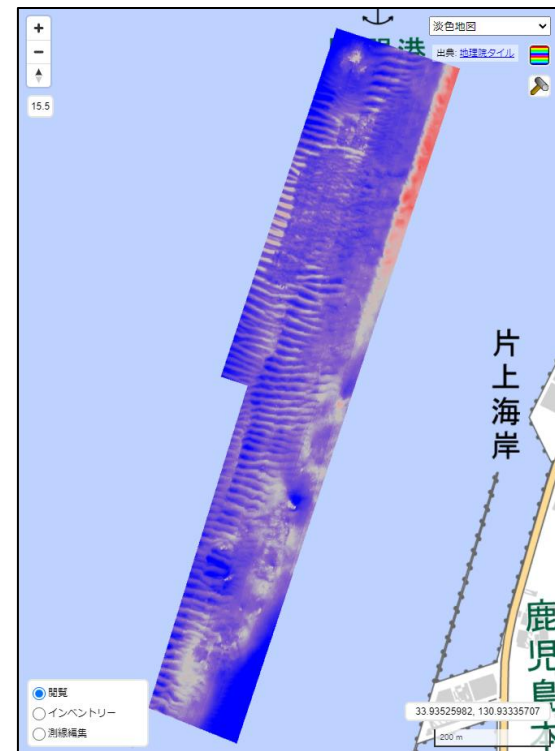 港
淡色地図
出典: 地理院タイル
+
−
15.5
片上海岸
鹿児島本
閲覧
インベントリー
測線編集
33.93525982, 130.93335707
200 m